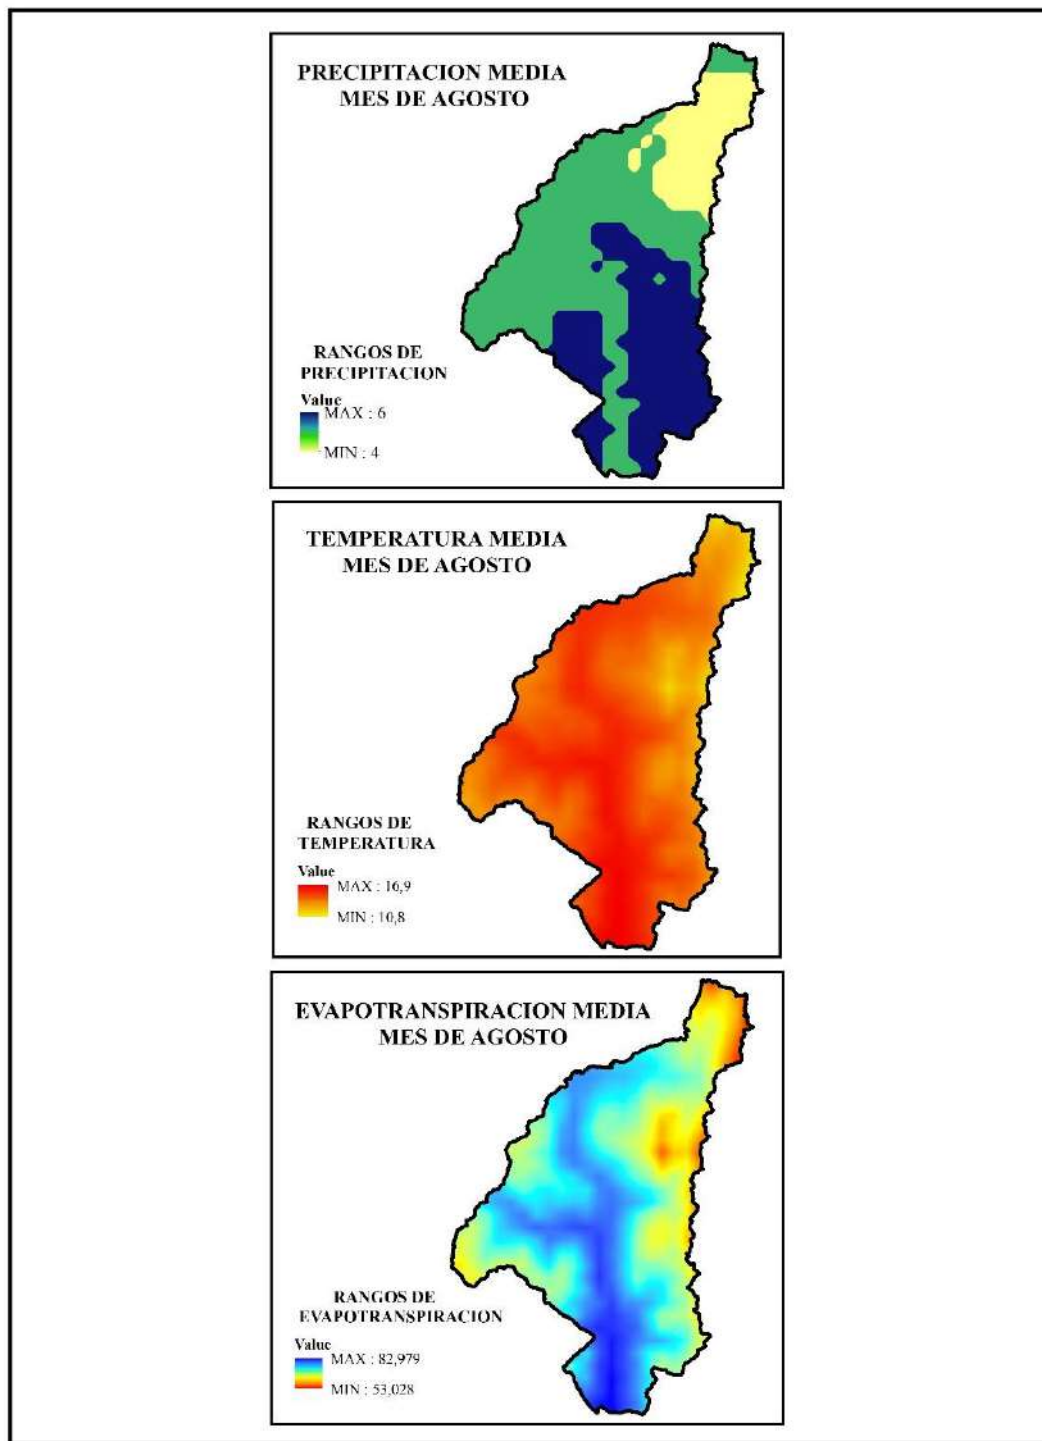 PRECIPITACION MEDIA
MES DE AGOSTO
RANGOS DE
PRECIPITACION
Value
MAX : 6
MIN : 4
TEMPERATURA MEDIA
MES DE AGOSTO
RANGOS DE
TEMPERATURA
Value
MAX : 16,9
MIN : 10,8
EVAPOTRANSPIRACION MEDIA
MES DE AGOSTO
RANGOS DE
EVAPOTRANSPIRACION
Value
MAX : 82,979
MIN : 53,028